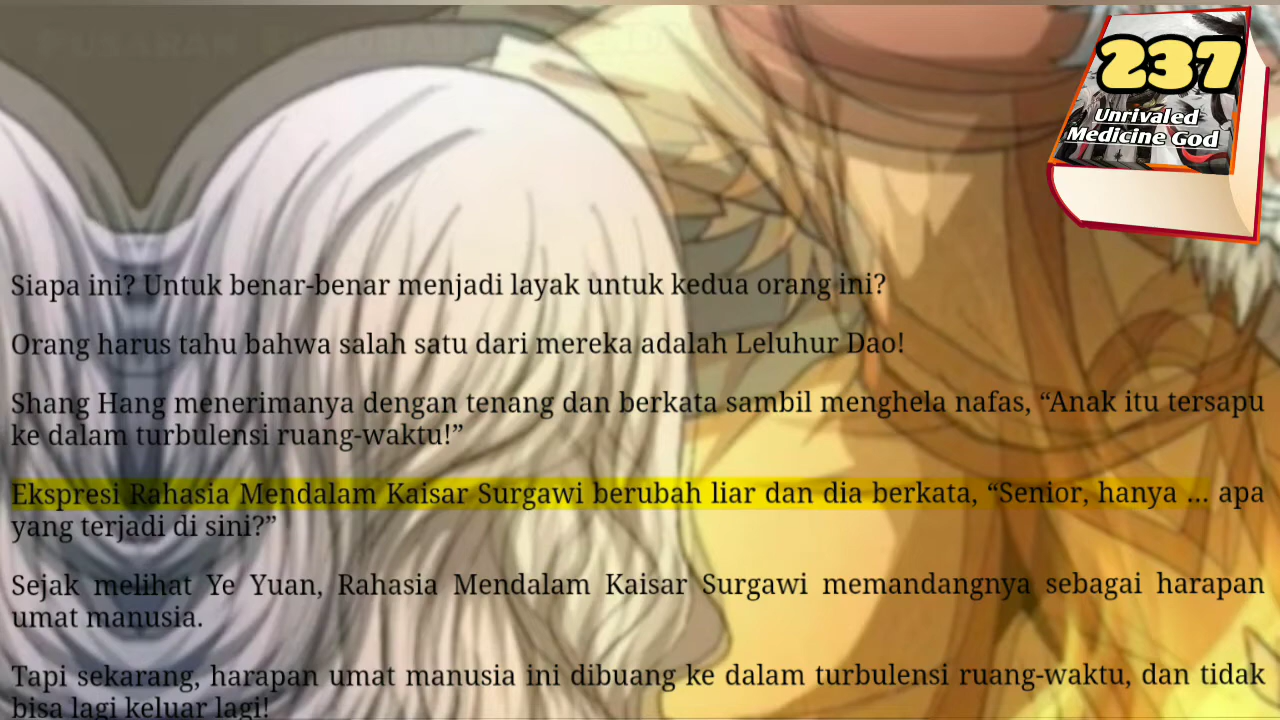 237
Unrivaled
Medicine God
Siapa ini? Untuk benar-benar menjadi layak untuk kedua orang ini?
Orang harus tahu bahwa salah satu dari mereka adalah Leluhur Dao!
Shang Hang menerimanya dengan tenang dan berkata sambil menghela nafas, “Anak itu tersapu
ke dalam turbulensi ruang-waktu!”
Ekspresi Rahasia Mendalam Kaisar Surgawi berubah liar dan dia berkata, “Senior, hanya ... apa
yang terjadi di sini?”
Sejak melihat Ye Yuan, Rahasia Mendalam Kaisar Surgawi memandangnya sebagai harapan
umat manusia.
Tapi sekarang, harapan umat manusia ini dibuang ke dalam turbulensi ruang-waktu, dan tidak
bisa lagi keluar lagi!